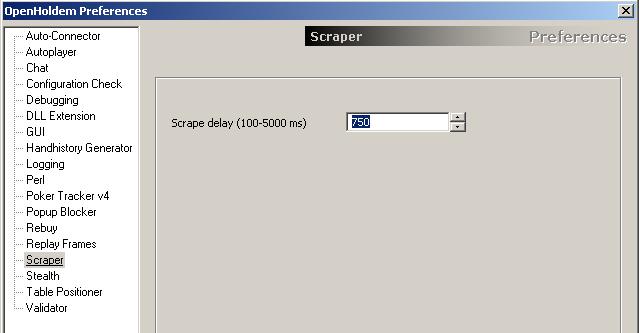 OpenHoldem Preferences
Auto-Connector
Autoplayer
Chat
Configuration Check
Debugging
DLL Extension
GUI
Handhistory Generator
Logging
Perl
Poker Tracker v4
Popup Blocker
Rebuy
Replay Frames
Scraper
Stealth
Table Positioner
Validator
Scraper Preferences
Scrape delay (100-5000 ms) 750